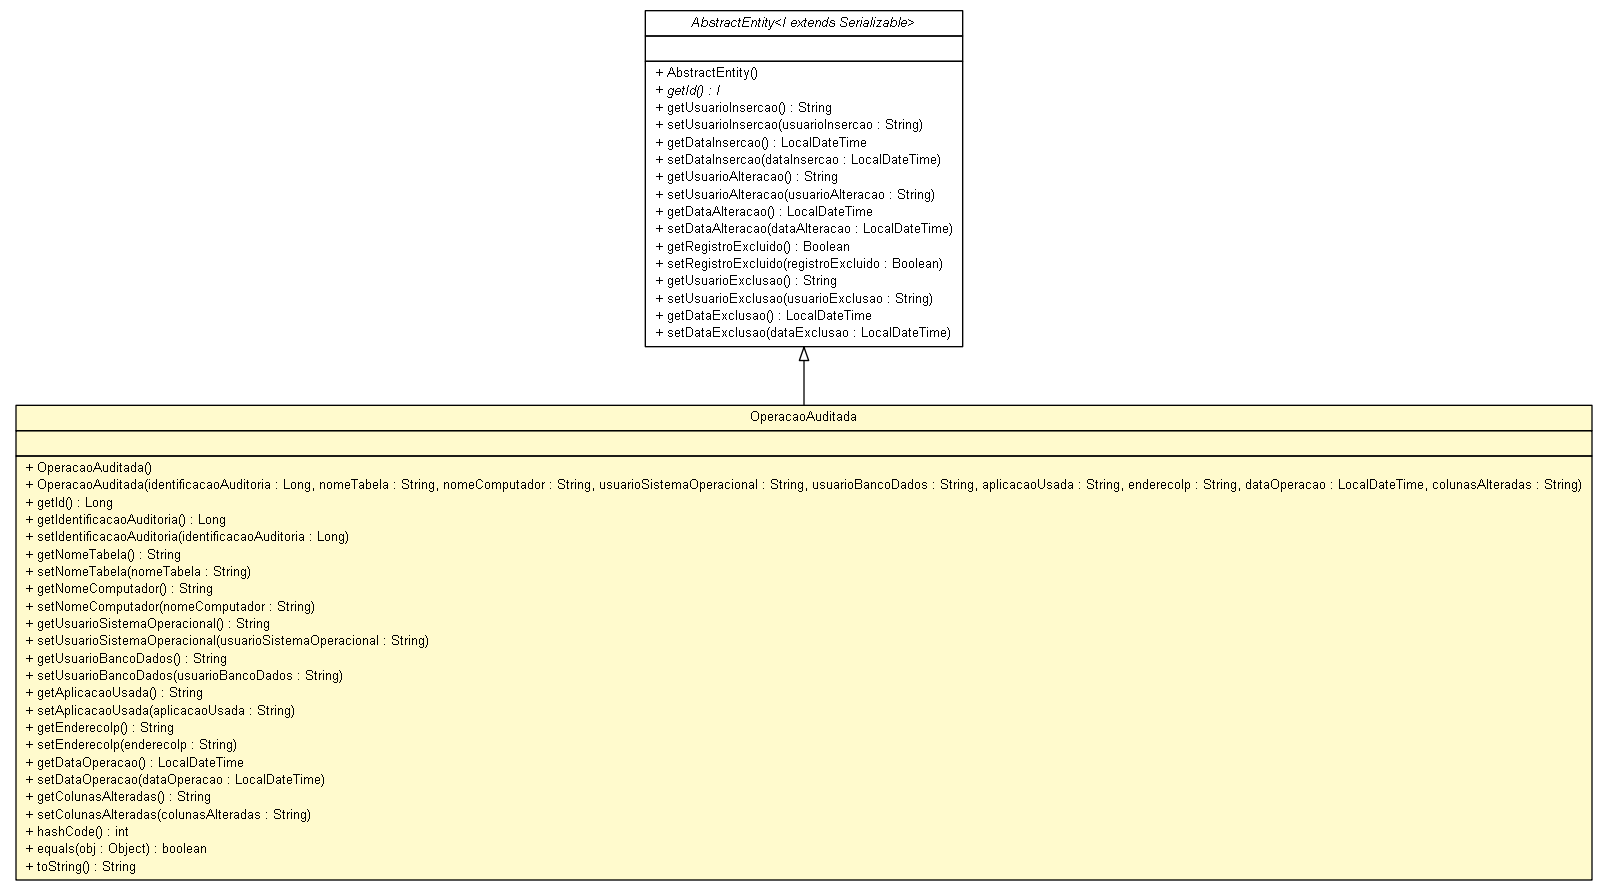 AbstractEntity<I extends Serializable>
+ AbstractEntity()
+ getId() : I
+ getUsuarioInsercao() : String
+ setUsuarioInsercao(usuarioInsercao : String)
+ getDataInsercao() : LocalDateTime
+ setDataInsercao(dataInsercao : LocalDateTime)
+ getUsuarioAlteracao() : String
+ setUsuarioAlteracao(usuarioAlteracao : String)
+ getDataAlteracao() : LocalDateTime
+ setDataAlteracao(dataAlteracao : LocalDateTime)
+ getRegistroExcluido() : Boolean
+ setRegistroExcluido(registroExcluido : Boolean)
+ getUsuarioExclusao() : String
+ setUsuarioExclusao(usuarioExclusao : String)
+ getDataExclusao() : LocalDateTime
+ setDataExclusao(dataExclusao : LocalDateTime)
OperacaoAuditada
+ OperacaoAuditada()
+ OperacaoAuditada(identificacaoAuditoria : Long, nomeTabela : String, nomeComputador : String, usuarioSistemaOperacional : String, usuarioBancoDados : String, aplicacaoUsada : String, enderecoIp : String, dataOperacao : LocalDateTime, colunasAlteradas : String)
+ getId() : Long
+ getIdentificacaoAuditoria() : Long
+ setIdentificacaoAuditoria(identificacaoAuditoria : Long)
+ getNomeTabela() : String
+ setNomeTabela(nomeTabela : String)
+ getNomeComputador() : String
+ setNomeComputador(nomeComputador : String)
+ getUsuarioSistemaOperacional() : String
+ setUsuarioSistemaOperacional(usuarioSistemaOperacional : String)
+ getUsuarioBancoDados() : String
+ setUsuarioBancoDados(usuarioBancoDados : String)
+ getAplicacaoUsada() : String
+ setAplicacaoUsada(aplicacaoUsada : String)
+ getEnderecoIp() : String
+ setEnderecoIp(enderecoIp : String)
+ getDataOperacao() : LocalDateTime
+ setDataOperacao(dataOperacao : LocalDateTime)
+ getColunasAlteradas() : String
+ setColunasAlteradas(colunasAlteradas : String)
+ hashCode() : int
+ equals(obj : Object) : boolean
+ toString() : String